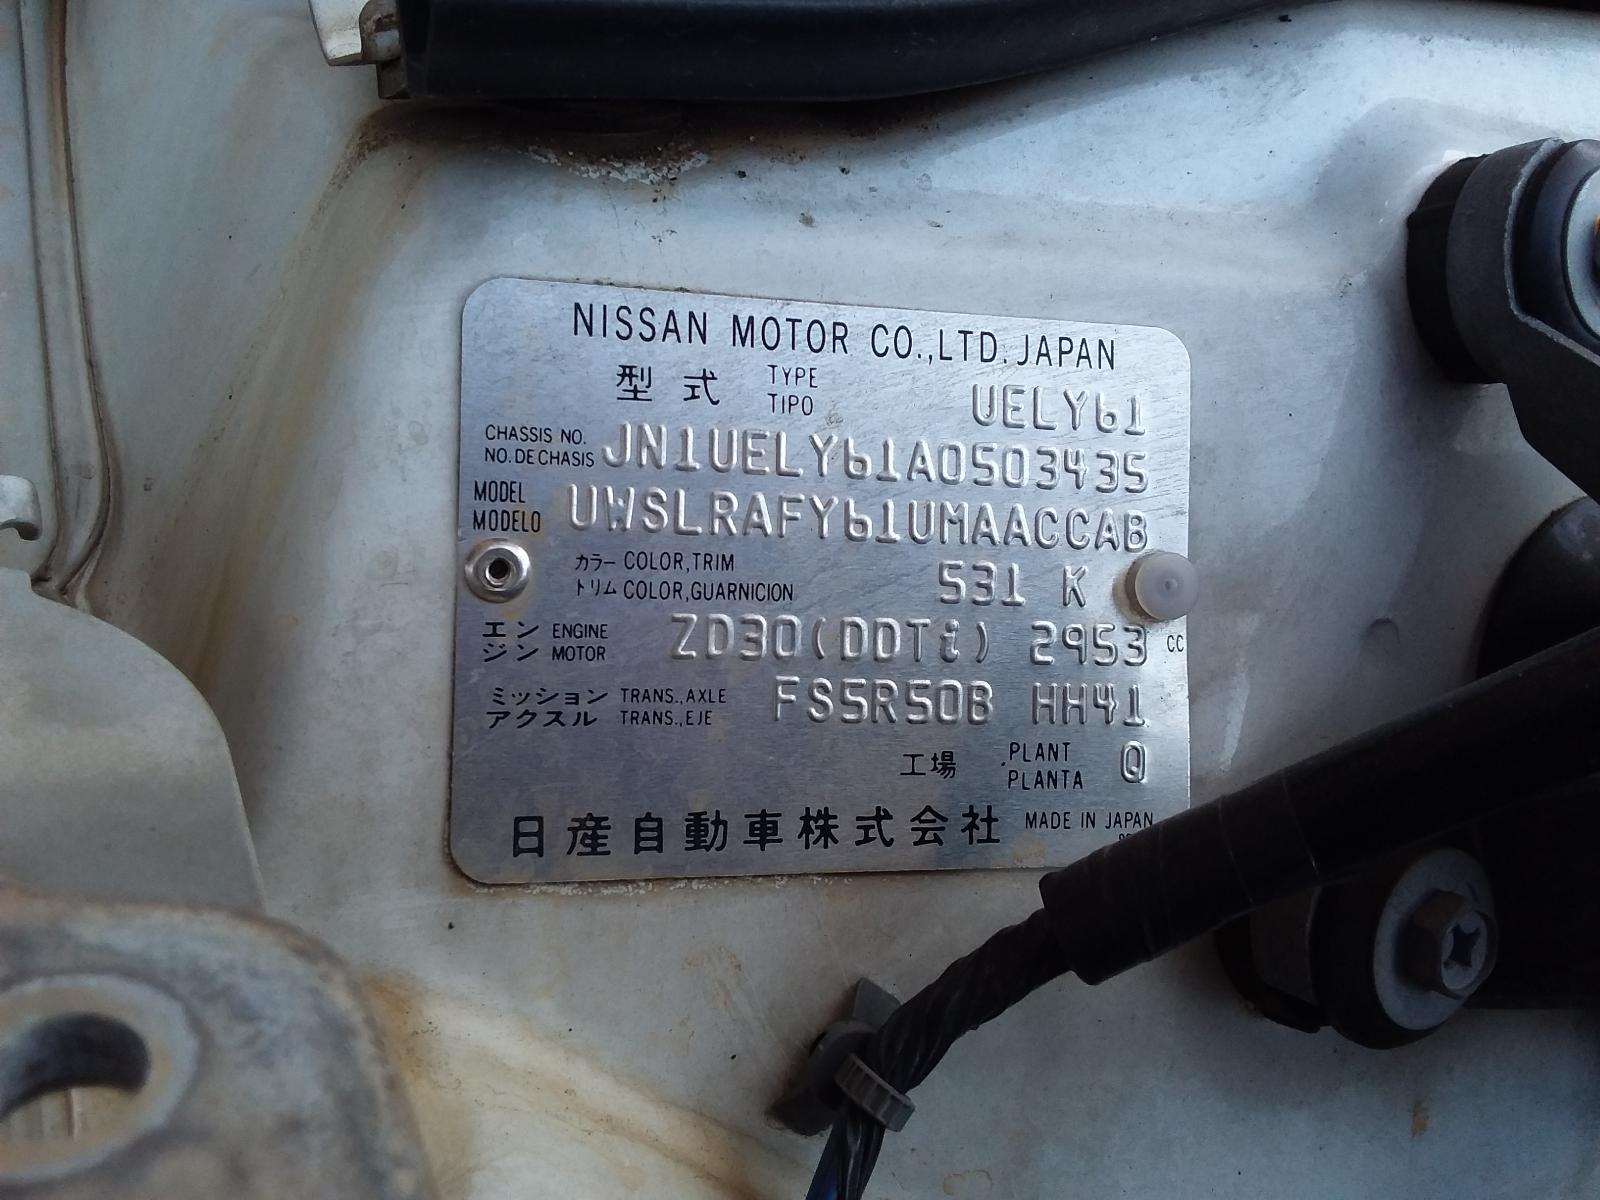 NISSAN MOTOR CO.,LTD. JAPAN
型式 TYPE UELY61
TIPO
CHASSIS NO. JN1UELY61A0503435
NO. DE CHASIS
MODEL UWSLRAFY61UMAACCAB
MODELO
カラー COLOR,TRIM 531 K
トリム COLOR,GUARNICION
エン ENGINE ZD30(DDTi) 2953 CC
ジン MOTOR
ミッション TRANS.,AXLE FS5R50B HH41
アクスル TRANS.,EJE
工場 PLANT Q
PLANTA
日産自動車株式会社 MADE IN JAPAN